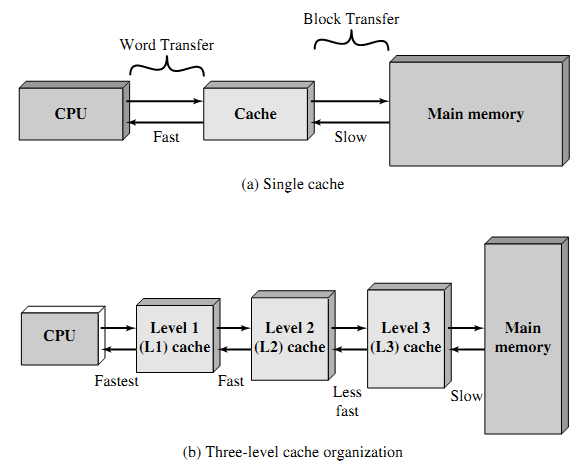 Block Transfer
Word Transfer
CPU
Cache
Main memory
Fast
Slow
(a) Single cache
CPU
Level 1
(L1) cache
Level 2
(L2) cache
Level 3
(L3) cache
Main
memory
Fastest
Fast
Less
fast
Slow
(b) Three-level cache organization